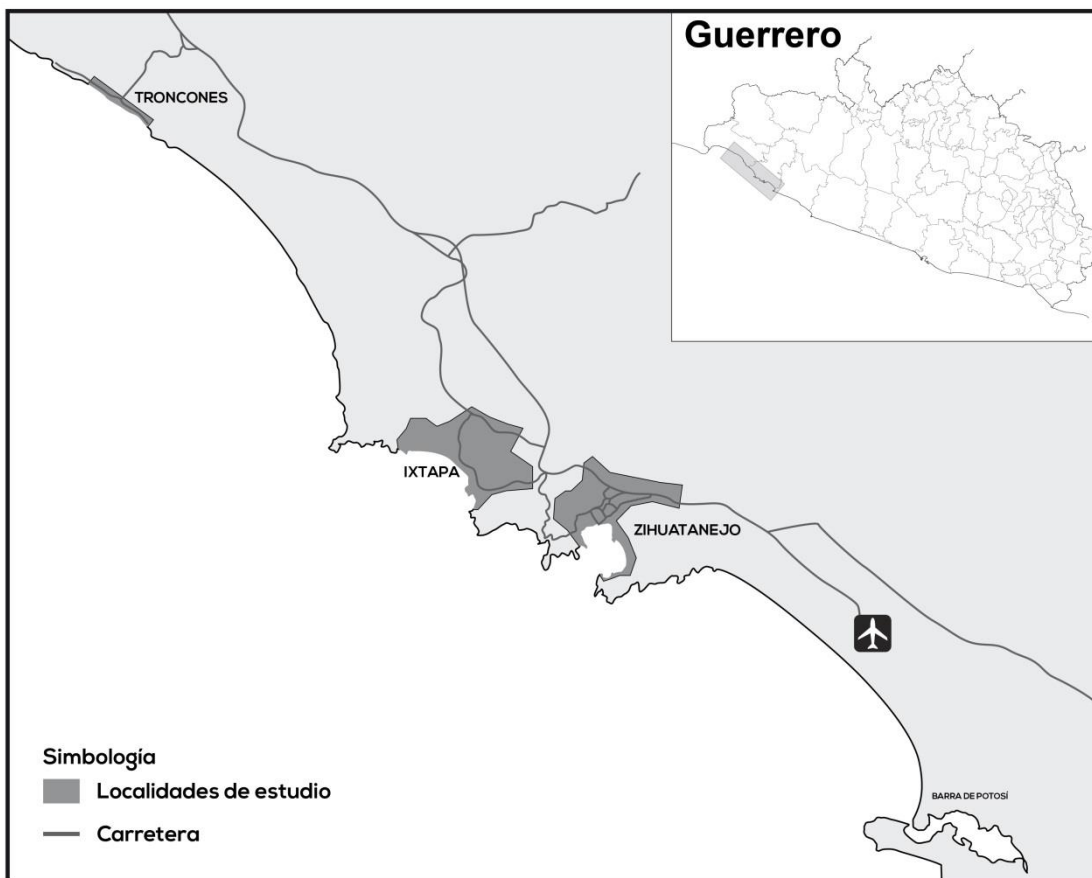 Guerrero
TRONCONES
IXTAPA
ZIHUATANEJO
BARRA DE POTOSÍ
Simbología
Localidades de estudio
Carretera